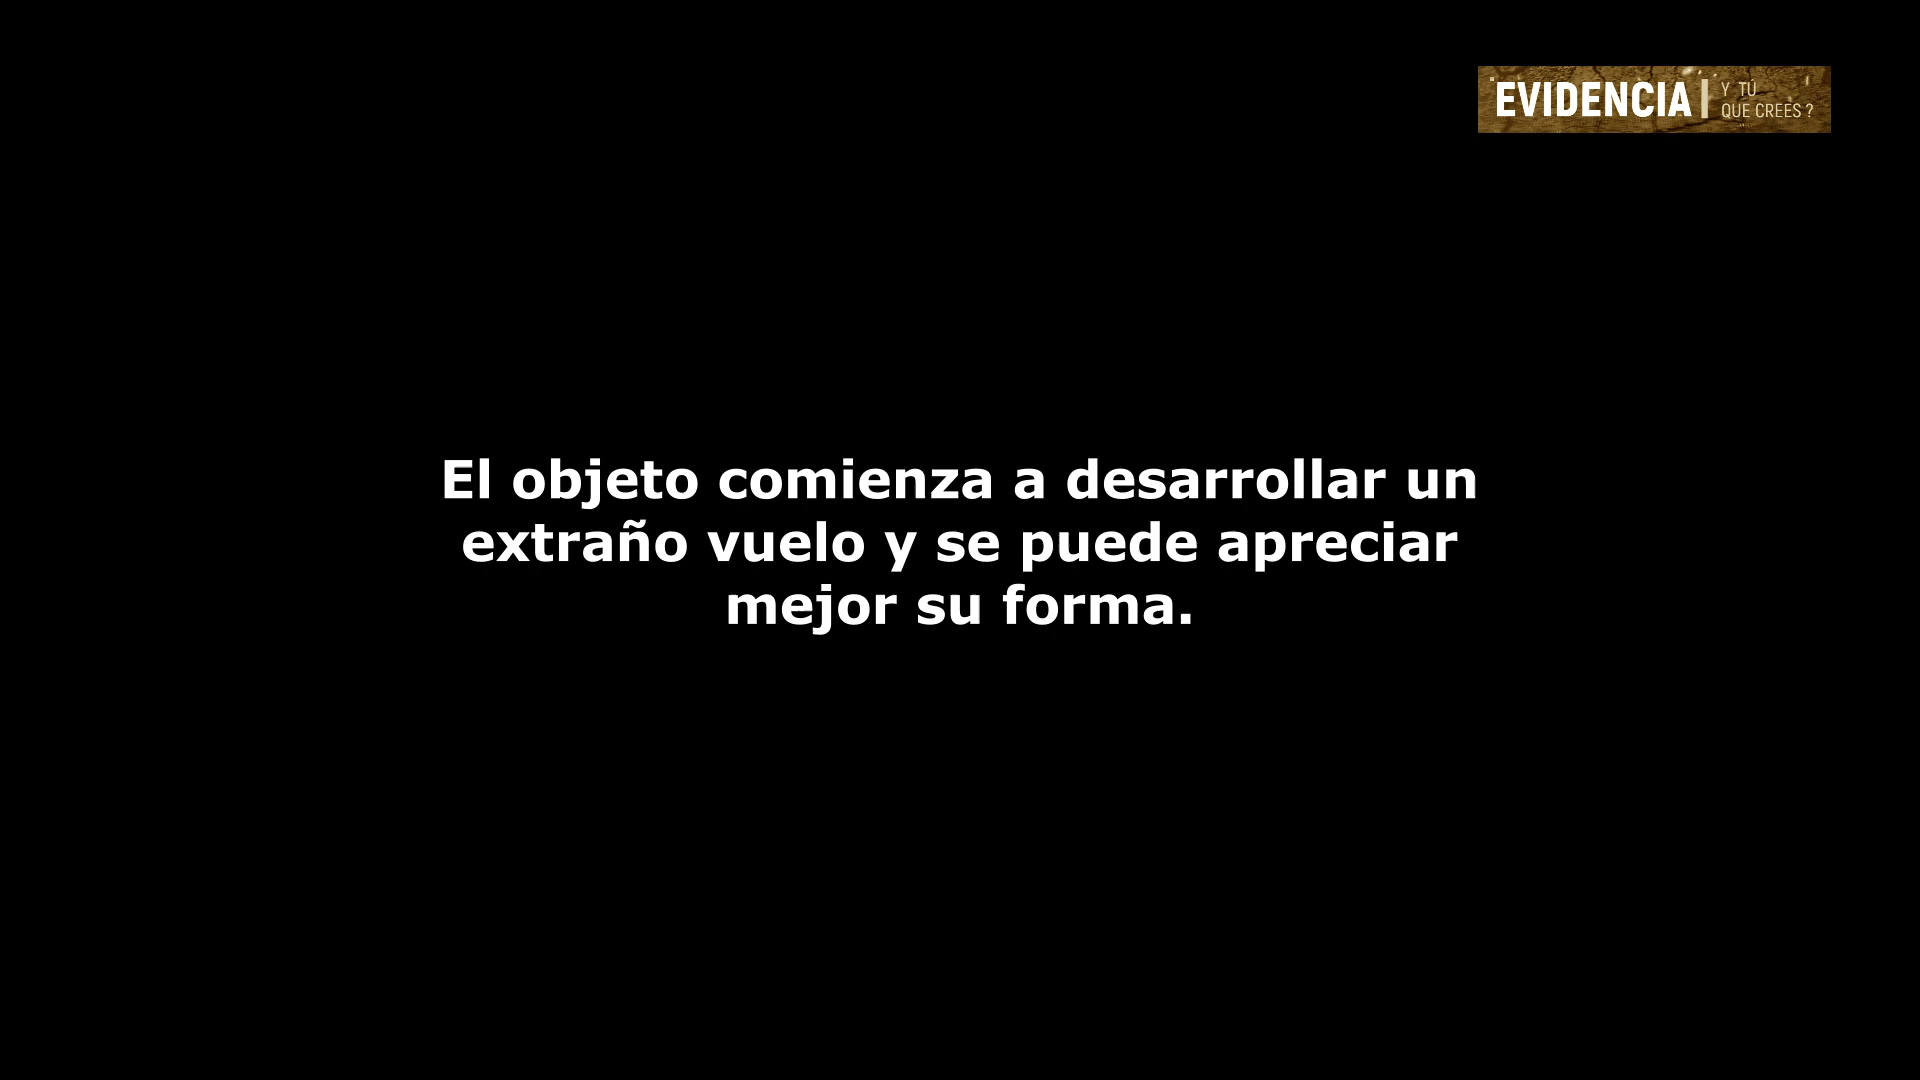 EVIDENCIA
Y TÚ
QUE CREES ?
El objeto comienza a desarrollar un
extraño vuelo y se puede apreciar
mejor su forma.